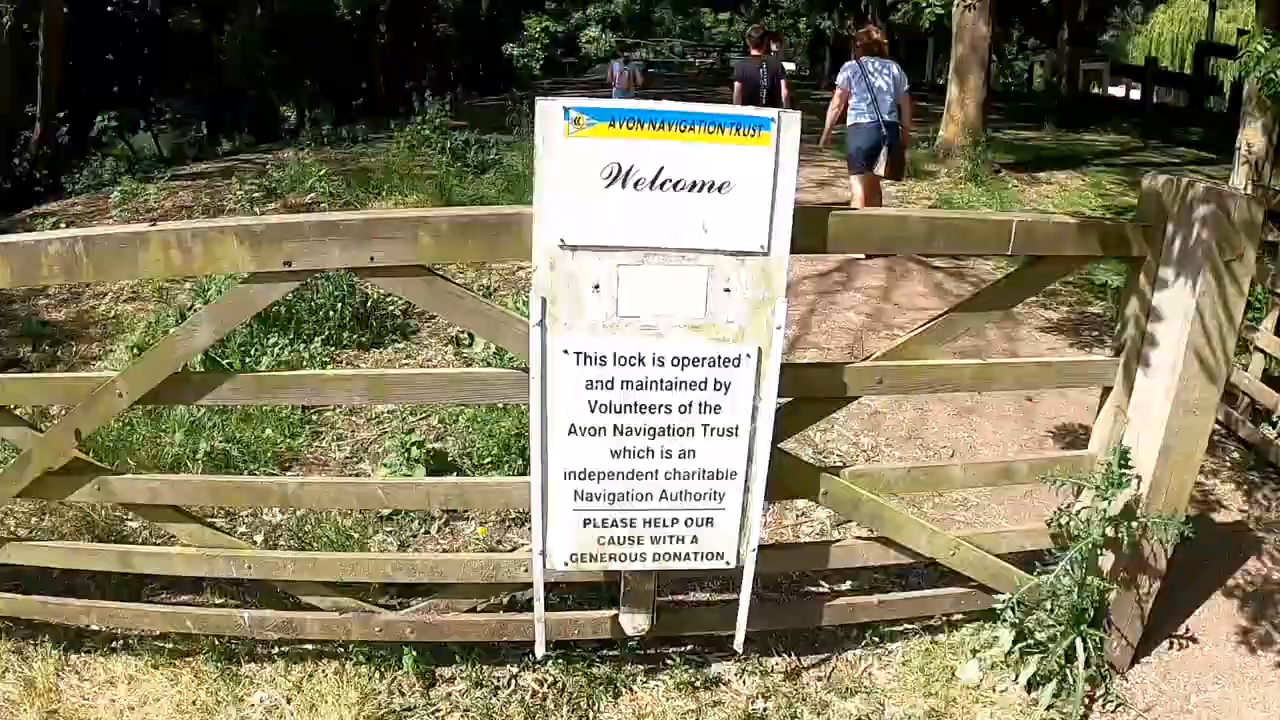 AVON NAVIGATION TRUST
Welcome
This lock is operated
and maintained by
Volunteers of the
Avon Navigation Trust
which is an
independent charitable
Navigation Authority
PLEASE HELP OUR
CAUSE WITH A
GENEROUS DONATION